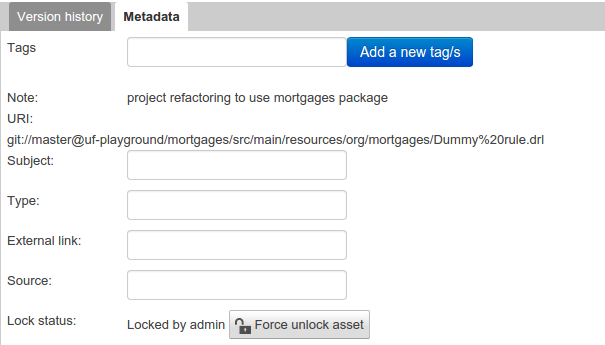 Version history Metadata
Tags Add a new tag/s
Note: project refactoring to use mortgages package
URI:
git://master@uf-playground/mortgages/src/main/resources/org/mortgages/Dummy%20rule.drl
Subject:
Type:
External link:
Source:
Lock status: Locked by admin Force unlock asset